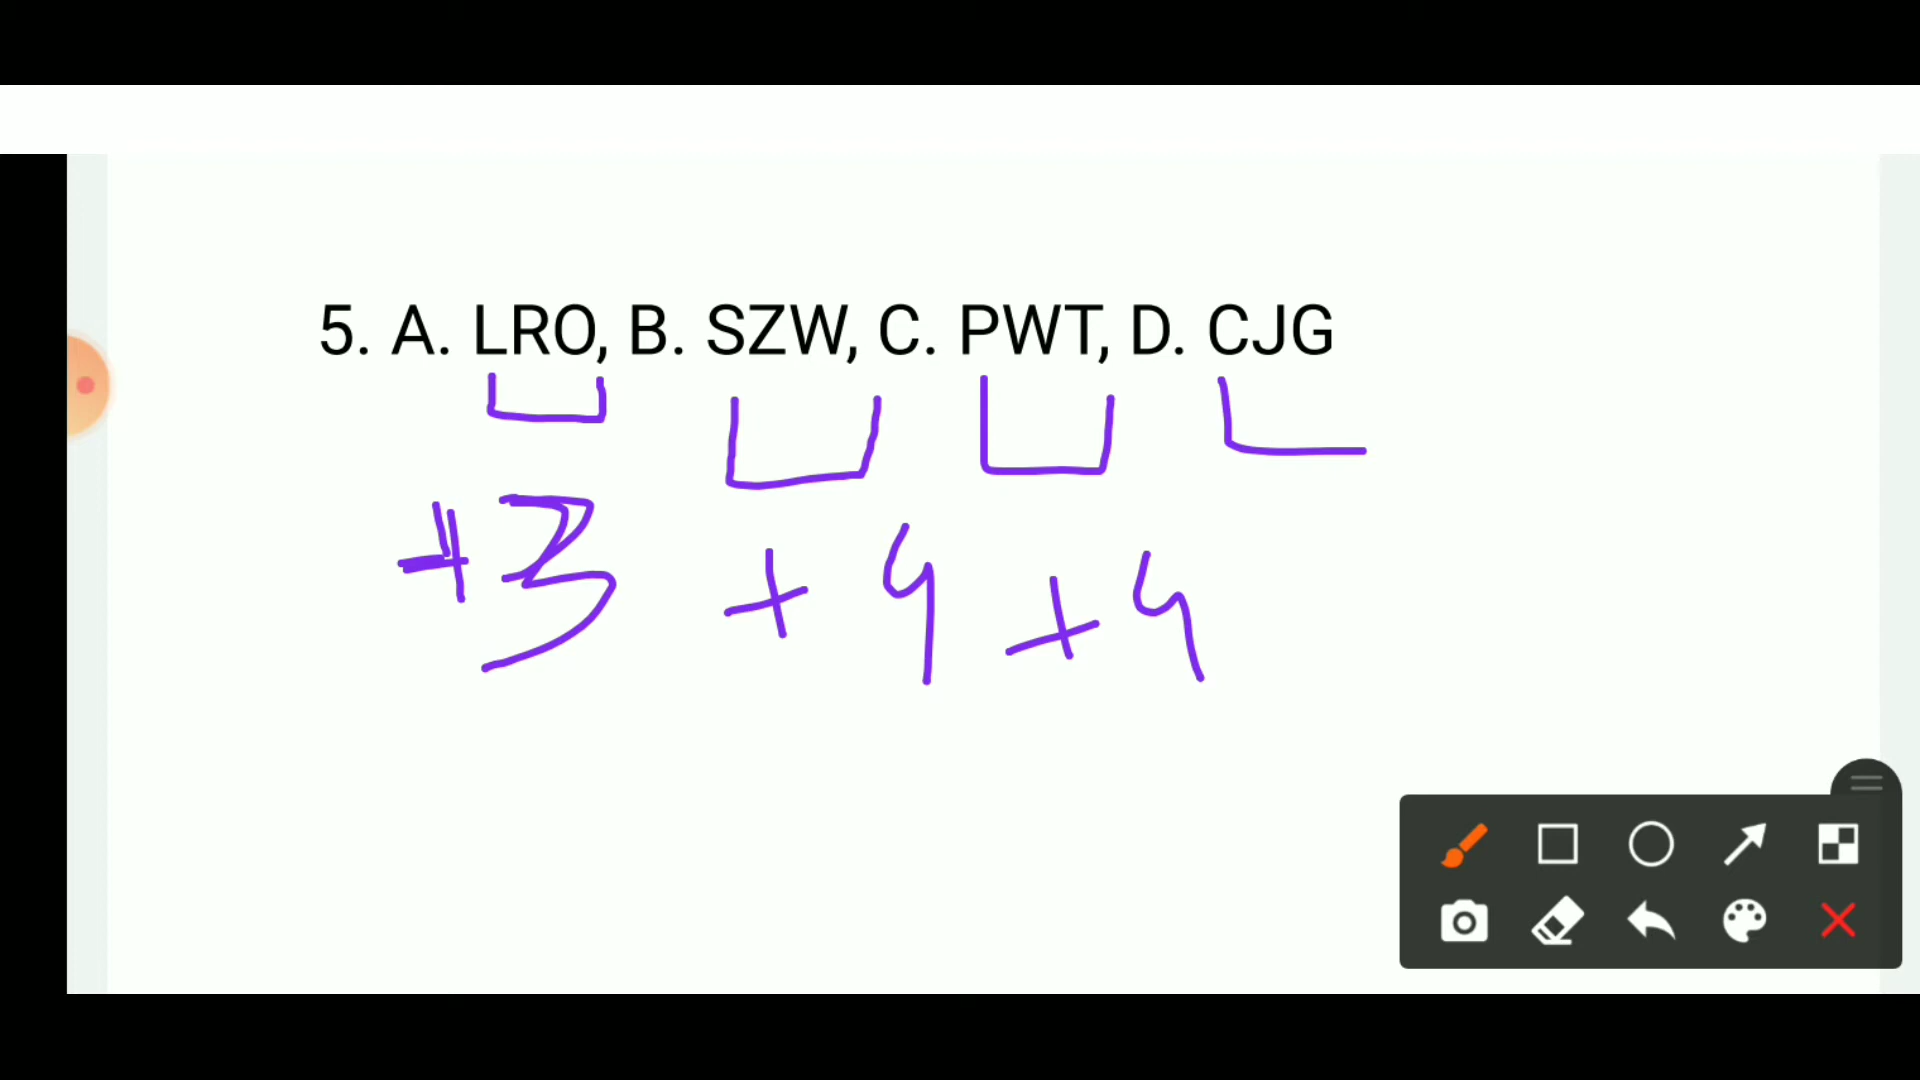 5. A. LRO, B. SZW, C. PWT, D. CJG
+3 +4 +4